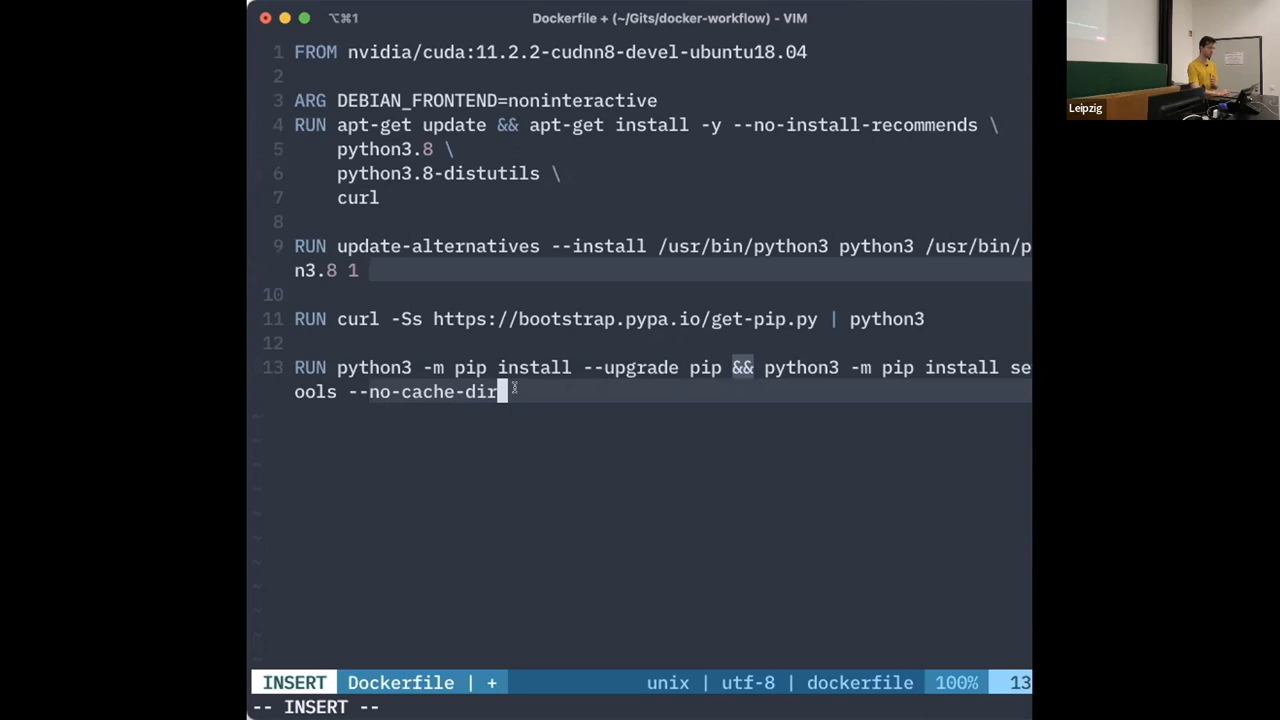 ⌥⌘1
Dockerfile + (~/Gits/docker-workflow) - VIM
1 FROM nvidia/cuda:11.2.2-cudnn8-devel-ubuntu18.04
2
3 ARG DEBIAN_FRONTEND=noninteractive
4 RUN apt-get update && apt-get install -y --no-install-recommends \
5 python3.8 \
6 python3.8-distutils \
7 curl
8
9 RUN update-alternatives --install /usr/bin/python3 python3 /usr/bin/p
n3.8 1
10
11 RUN curl -Ss https://bootstrap.pypa.io/get-pip.py | python3
12
13 RUN python3 -m pip install --upgrade pip && python3 -m pip install se
ools --no-cache-dir
~
~
~
~
~
~
~
~
~
~
INSERT Dockerfile | + unix | utf-8 | dockerfile 100% 13
-- INSERT --
Leipzig